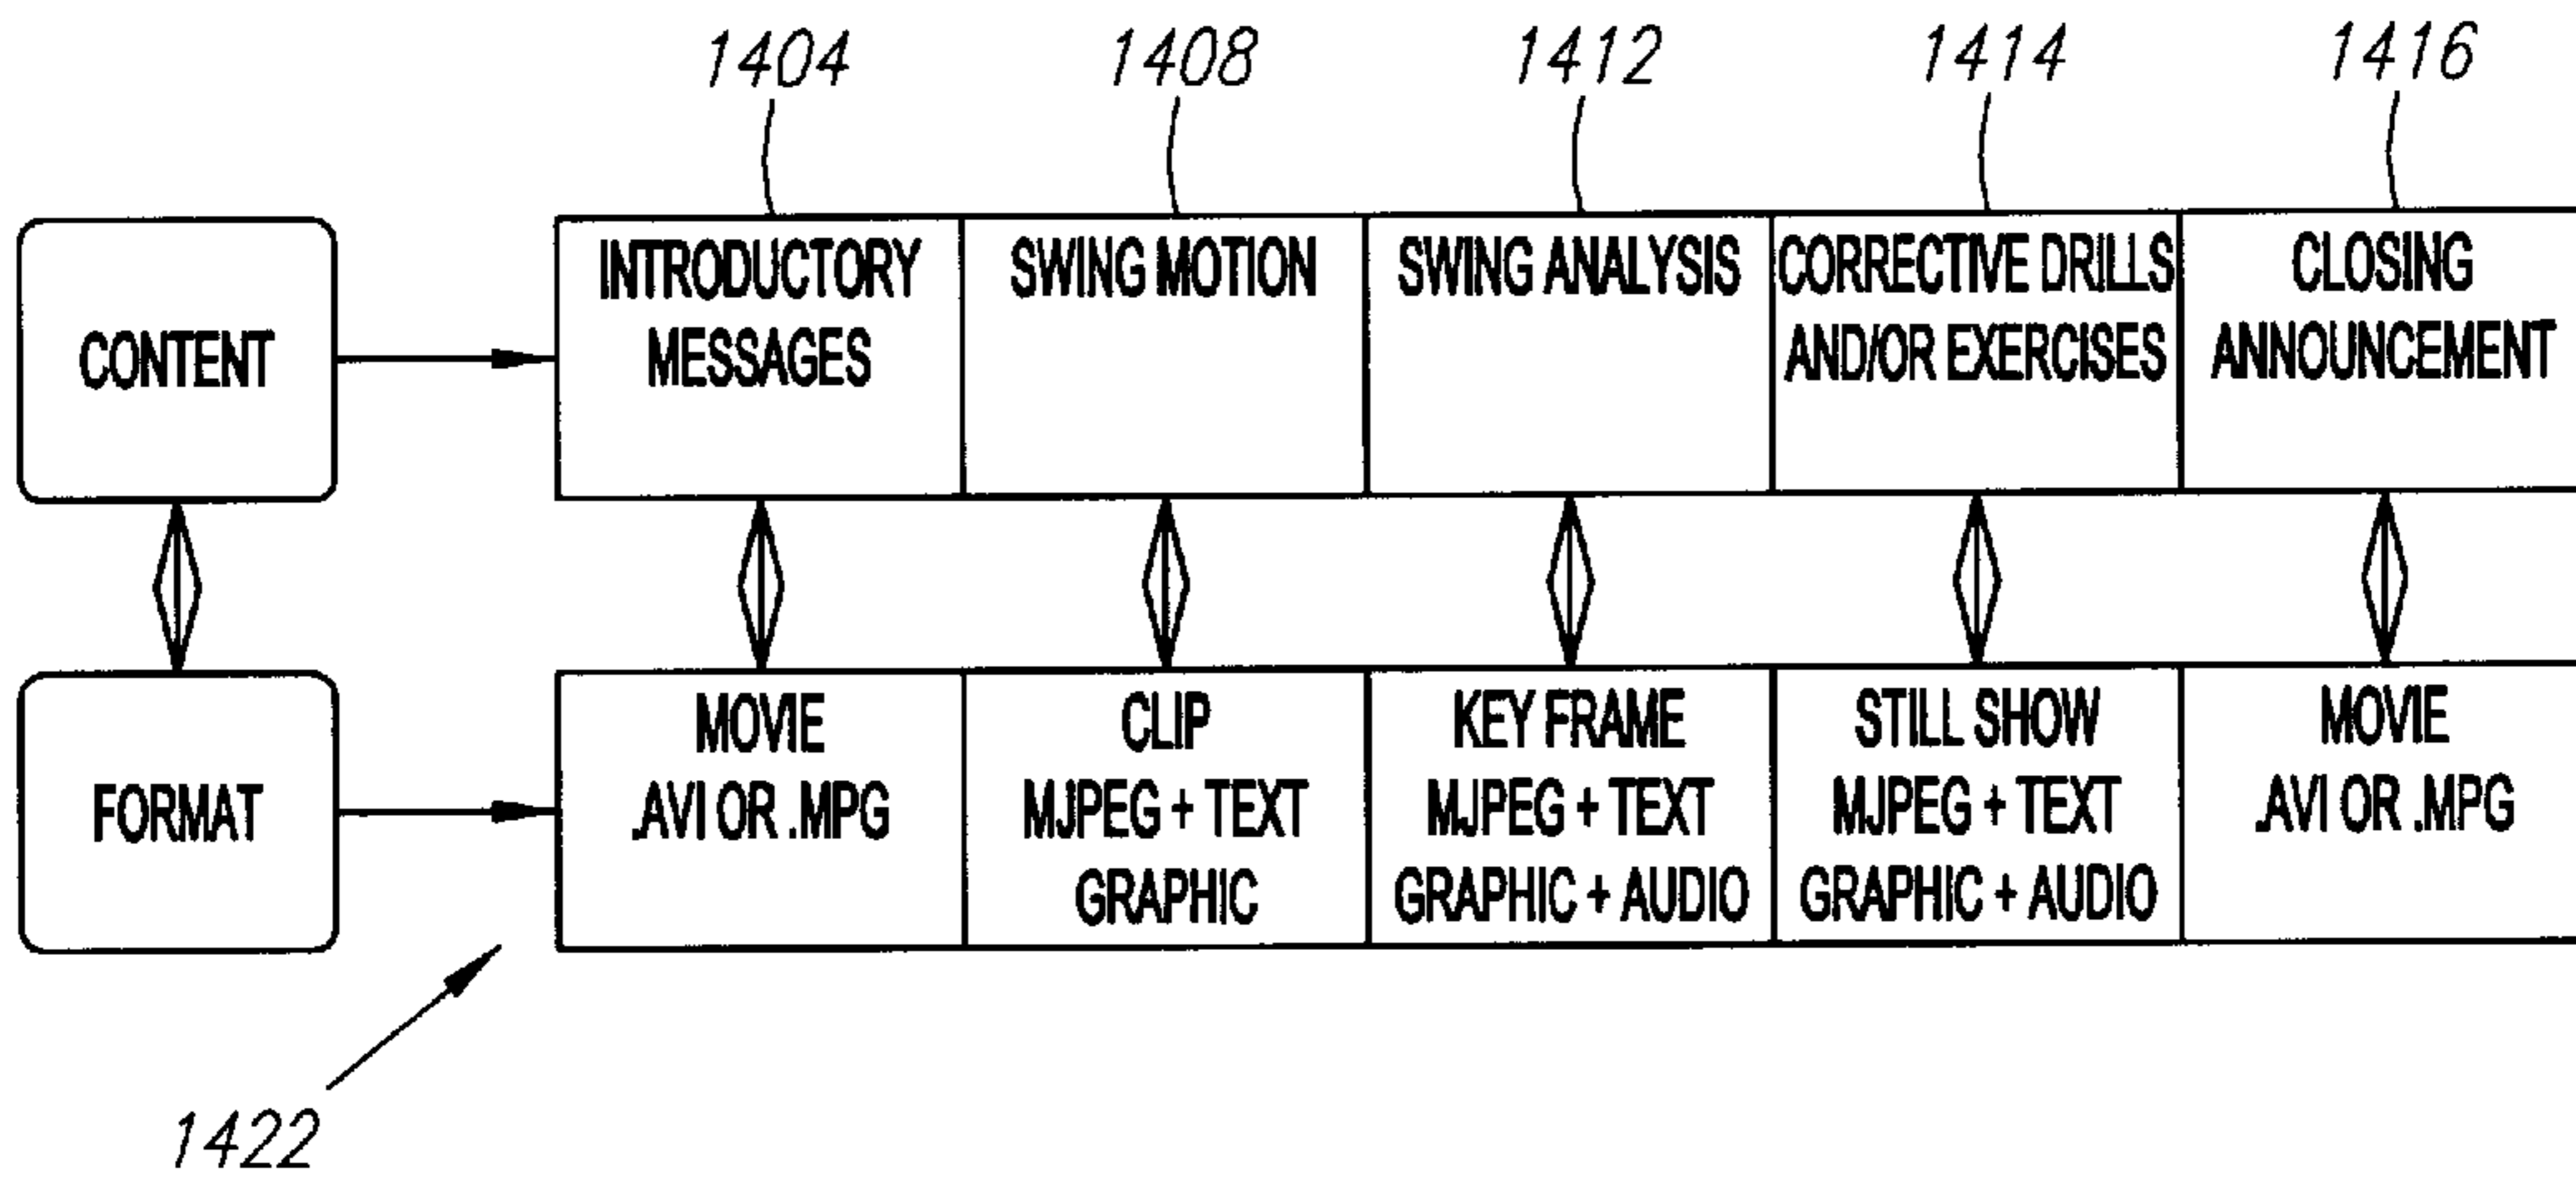 1404 1408 1412 1414 1416
CONTENT
INTRODUCTORY
MESSAGES
SWING MOTION
SWING ANALYSIS
CORRECTIVE DRILLS
AND/OR EXERCISES
CLOSING
ANNOUNCEMENT
FORMAT
MOVIE
.AVI OR .MPG
CLIP
MJPEG + TEXT
GRAPHIC
KEY FRAME
MJPEG + TEXT
GRAPHIC + AUDIO
STILL SHOW
MJPEG + TEXT
GRAPHIC + AUDIO
MOVIE
.AVI OR .MPG
1422